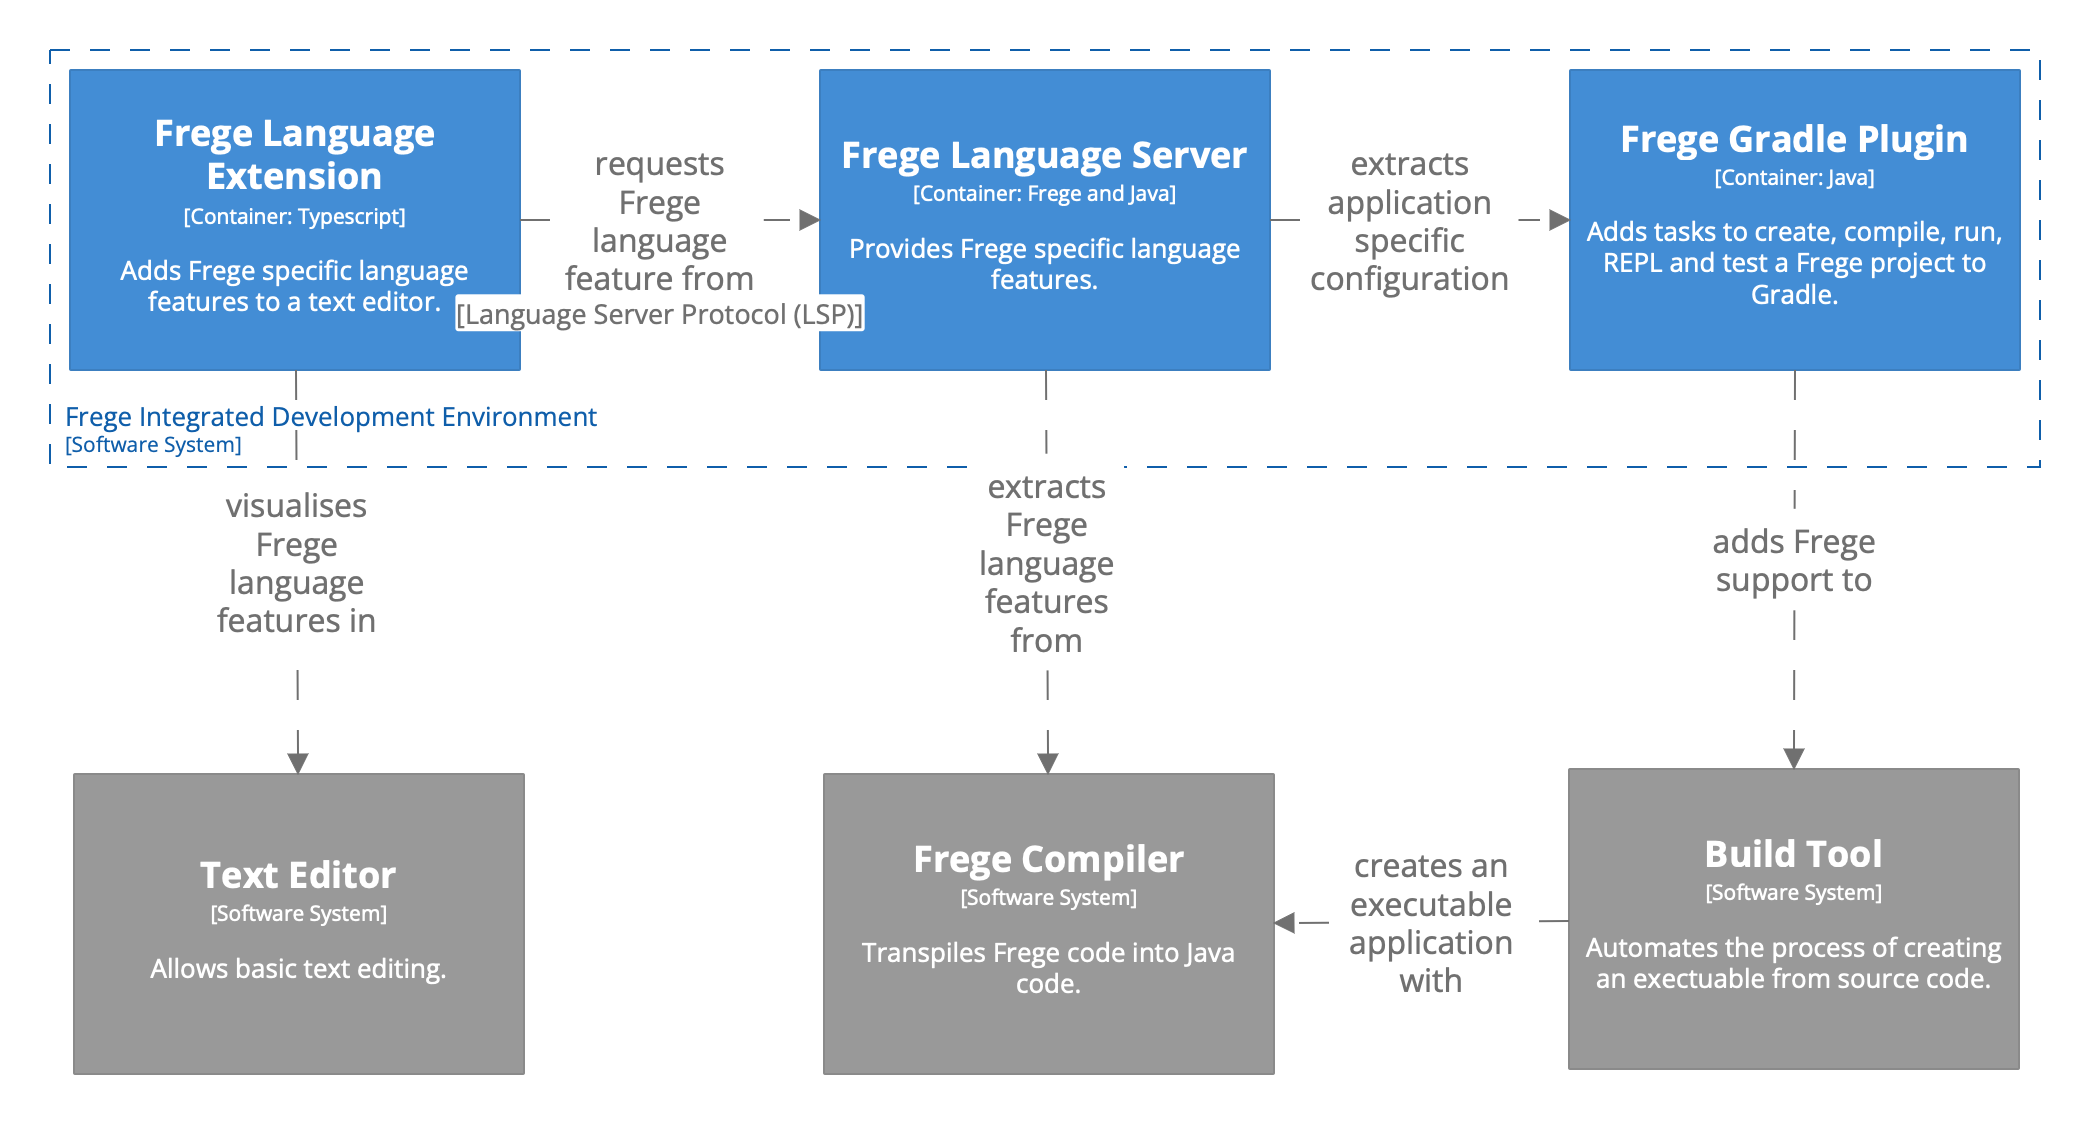 Frege Language
Extension
[Container: Typescript]
Adds Frege specific language
features to a text editor.
requests
Frege
language
feature from
[Language Server Protocol (LSP)]
Frege Language Server
[Container: Frege and Java]
Provides Frege specific language
features.
extracts
application
specific
configuration
Frege Gradle Plugin
[Container: Java]
Adds tasks to create, compile, run,
REPL and test a Frege project to
Gradle.
Frege Integrated Development Environment
[Software System]
visualises
Frege
language
features in
extracts
Frege
language
features
from
adds Frege
support to
Text Editor
[Software System]
Allows basic text editing.
Frege Compiler
[Software System]
Transpiles Frege code into Java
code.
creates an
executable
application
with
Build Tool
[Software System]
Automates the process of creating
an exectuable from source code.